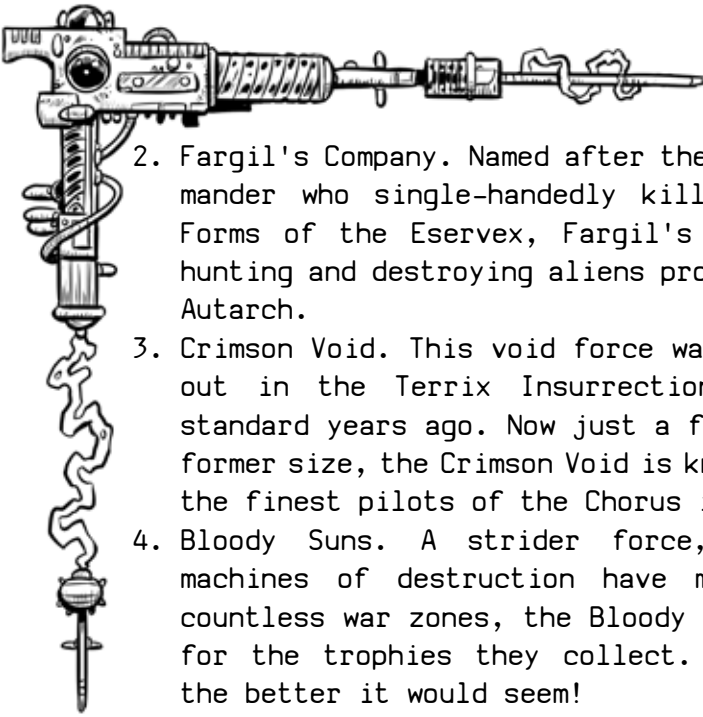 2. Fargil's Company. Named after the
mander who single-handedly kill
Forms of the Eservex, Fargil's
hunting and destroying aliens pro
Autarch.
3. Crimson Void. This void force wa
out in the Terrix Insurrection
standard years ago. Now just a f
former size, the Crimson Void is k
the finest pilots of the Chorus
4. Bloody Suns. A strider force,
machines of destruction have m
countless war zones, the Bloody
for the trophies they collect.
the better it would seem!